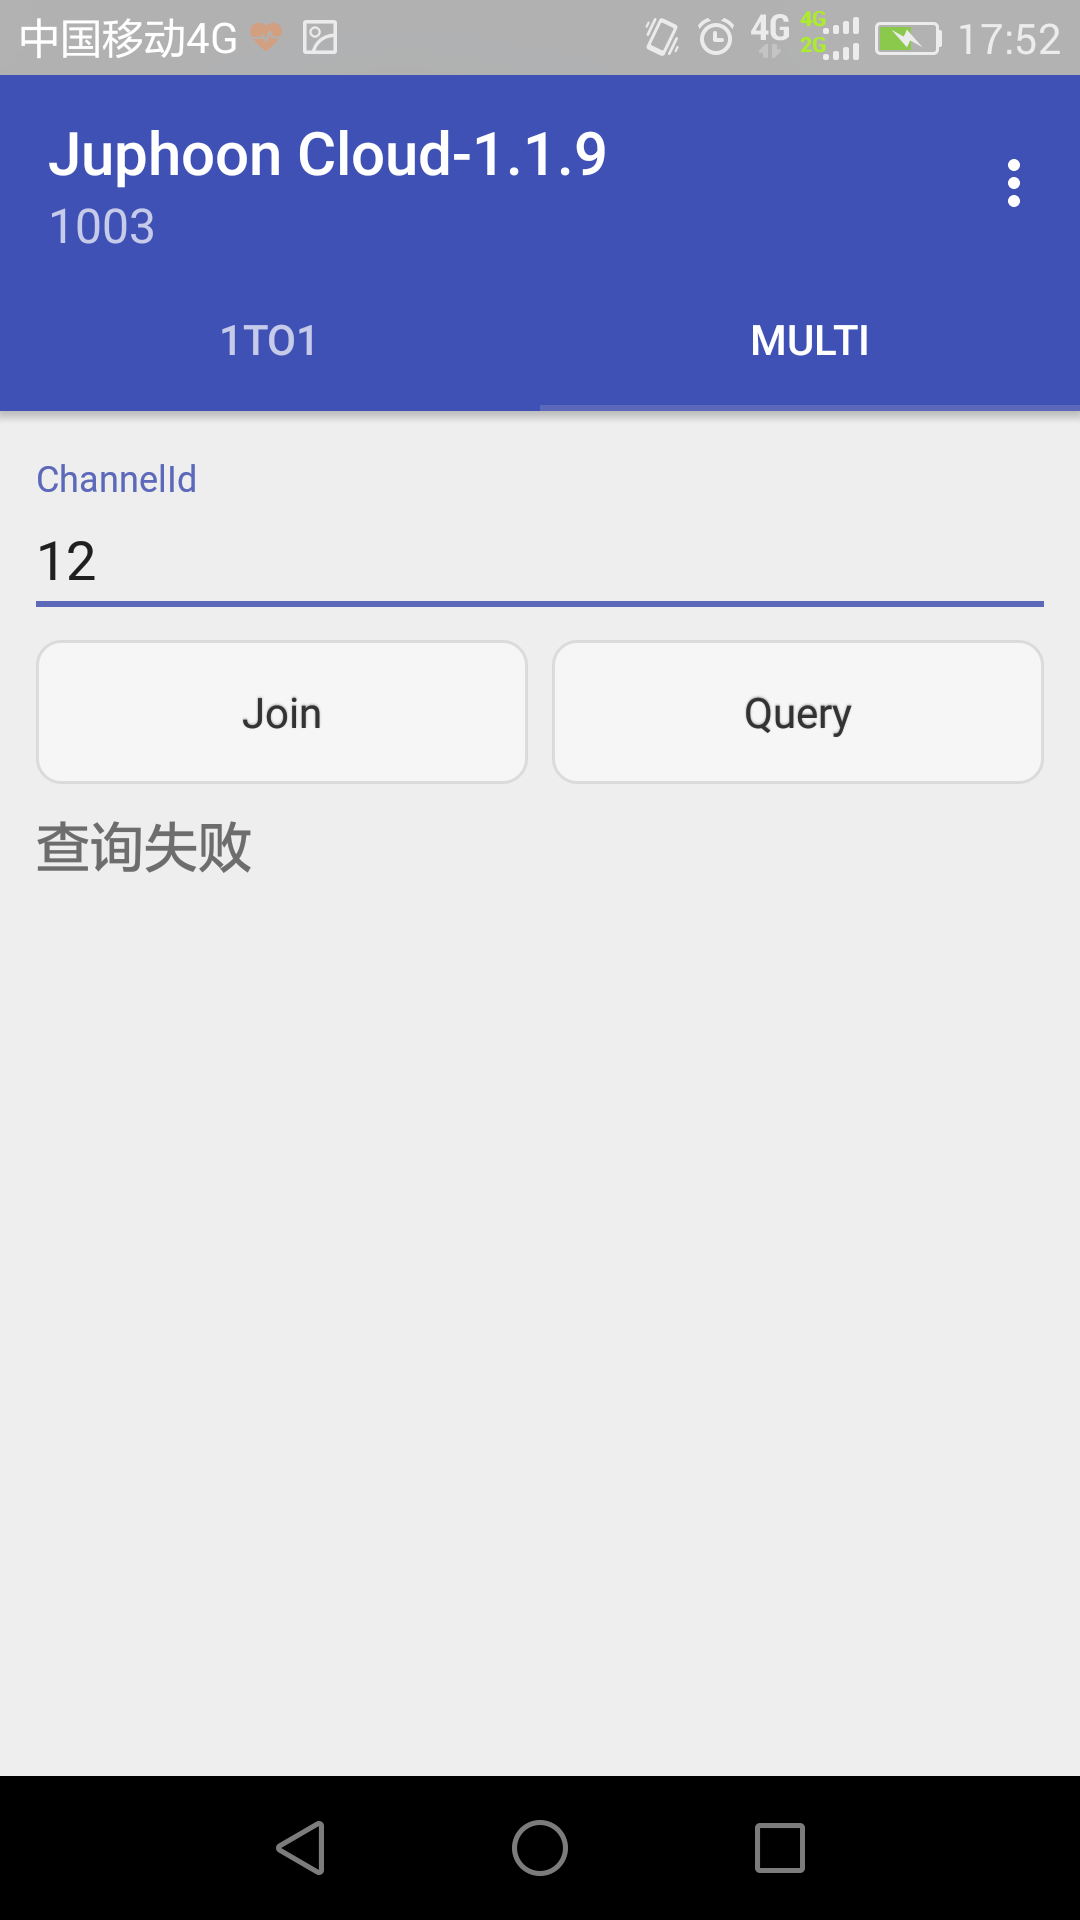 中国移动4G 4G 4G 2G 17:52
Juphoon Cloud-1.1.9
1003
1TO1 MULTI
ChannelId
12
Join Query
查询失败